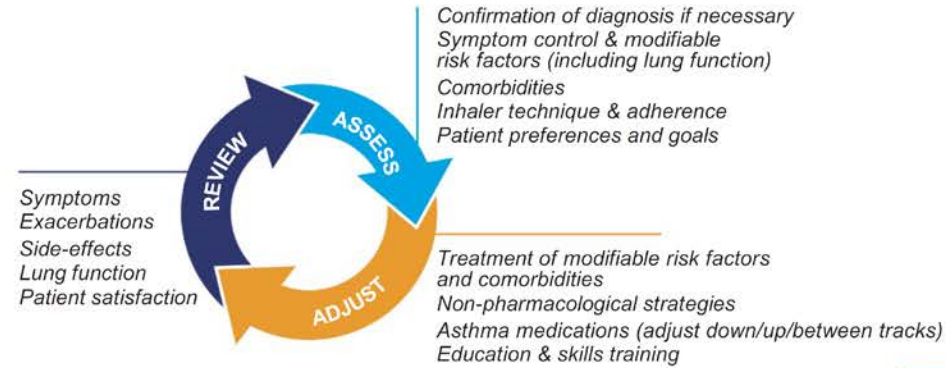 Confirmation of diagnosis if necessary
Symptom control & modifiable
risk factors (including lung function)
Comorbidities
Inhaler technique & adherence
Patient preferences and goals
ASSESS
REVIEW
Symptoms
Exacerbations
Side-effects
Lung function
Patient satisfaction
ADJUST
Treatment of modifiable risk factors
and comorbidities
Non-pharmacological strategies
Asthma medications (adjust down/up/between tracks)
Education & skills training